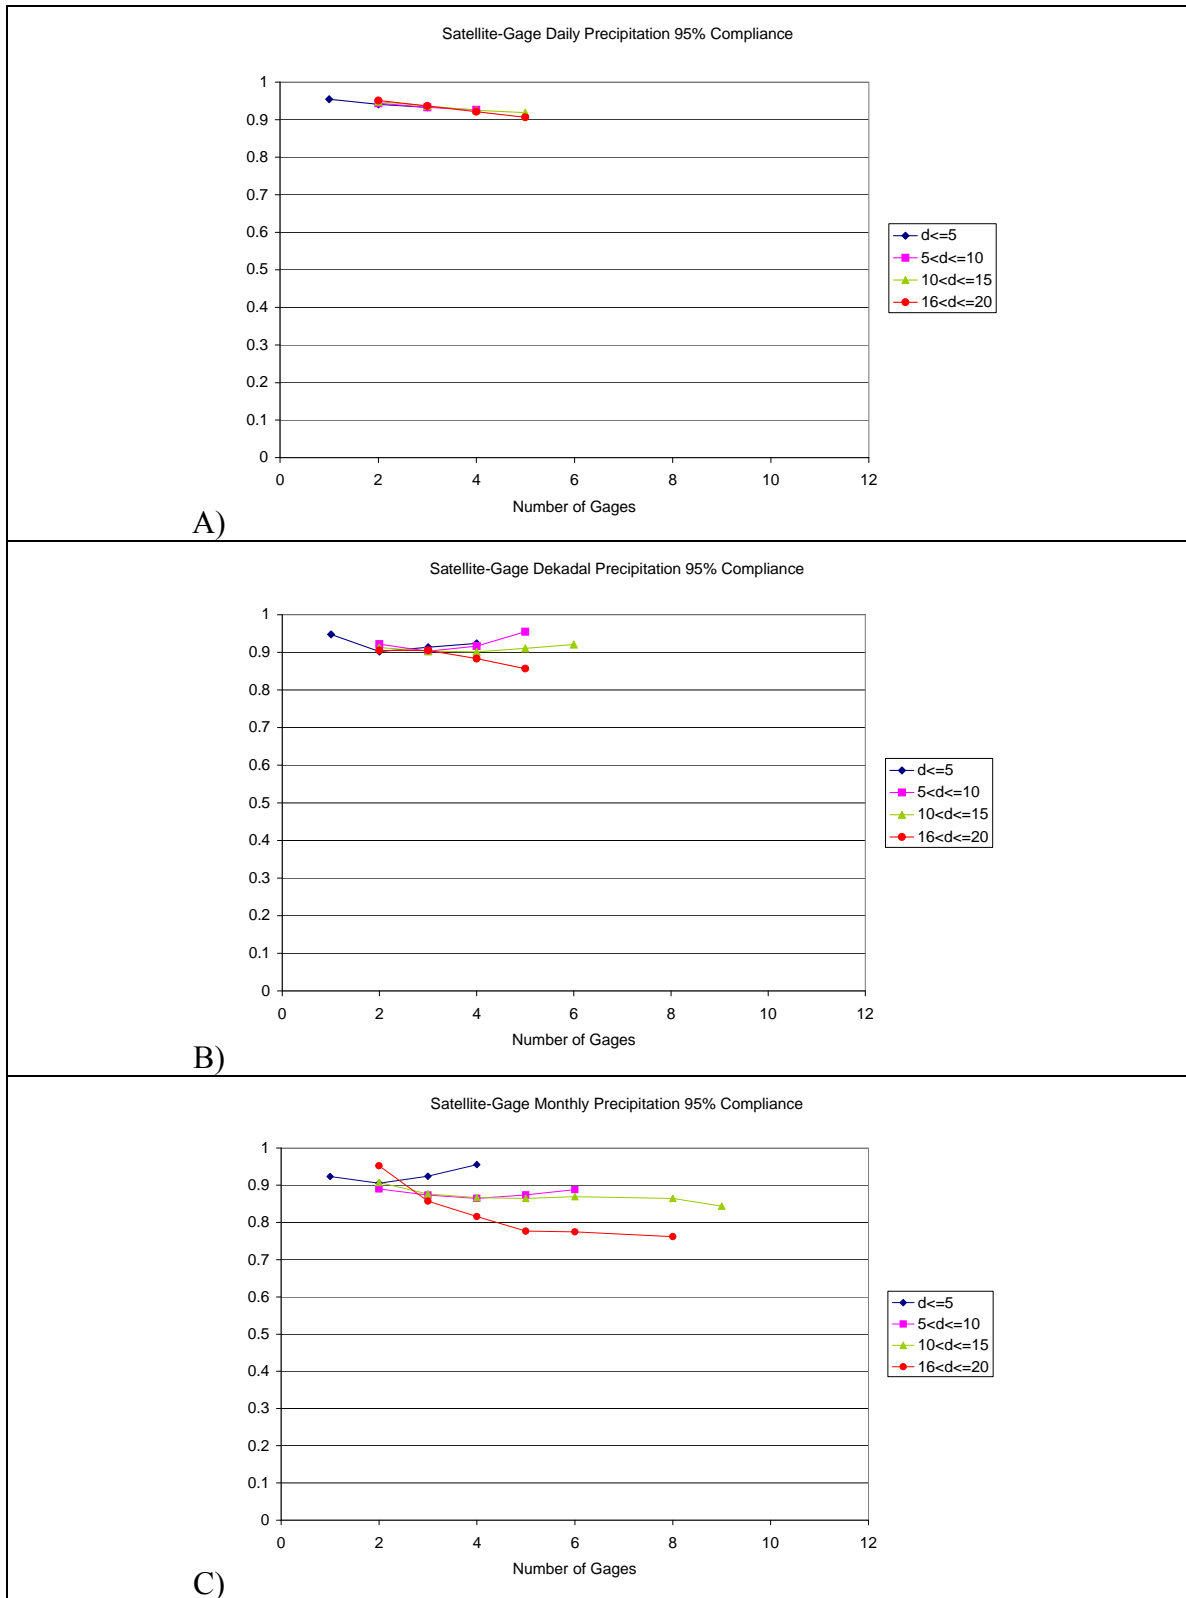 Satellite-Gage Daily Precipitation 95% Compliance
1
0.9
0.8
0.7
0.6
0.5
0.4
0.3
0.2
0.1
0
0 2 4 6 8 10 12
Number of Gages
d<=5
5<d<=10
10<d<=15
16<d<=20
A)
Satellite-Gage Dekadal Precipitation 95% Compliance
1
0.9
0.8
0.7
0.6
0.5
0.4
0.3
0.2
0.1
0
0 2 4 6 8 10 12
Number of Gages
d<=5
5<d<=10
10<d<=15
16<d<=20
B)
Satellite-Gage Monthly Precipitation 95% Compliance
1
0.9
0.8
0.7
0.6
0.5
0.4
0.3
0.2
0.1
0
0 2 4 6 8 10 12
Number of Gages
d<=5
5<d<=10
10<d<=15
16<d<=20
C)